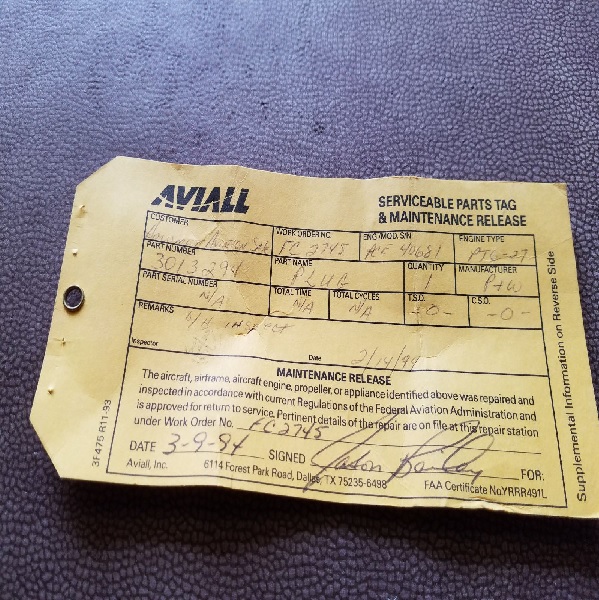 AVIALL
SERVICEABLE PARTS TAG
& MAINTENANCE RELEASE
CUSTOMER
WORK ORDER NO. FC 2745
ENG/MOD. S/N
ENGINE TYPE PT6-27
PART NUMBER 3013294
PART NAME PLUG
QUANTITY 1
MANUFACTURER P+W
PART SERIAL NUMBER N/A
TOTAL TIME N/A
TOTAL CYCLES N/A
T.S.O. -0-
C.S.O. -0-
REMARKS INSPECT
Inspector
Date 2/14/94
MAINTENANCE RELEASE
The aircraft, airframe, aircraft engine, propeller, or appliance identified above was repaired and
inspected in accordance with current Regulations of the Federal Aviation Administration and
is approved for return to service. Pertinent details of the repair are on file at this repair station
under Work Order No. FC2745
DATE 3-9-94 SIGNED FOR:
Aviall, Inc. 6114 Forest Park Road, Dallas, TX 75235-6498 FAA Certificate No. YRRR491L
3F476 R11-93
Supplemental Information on Reverse Side